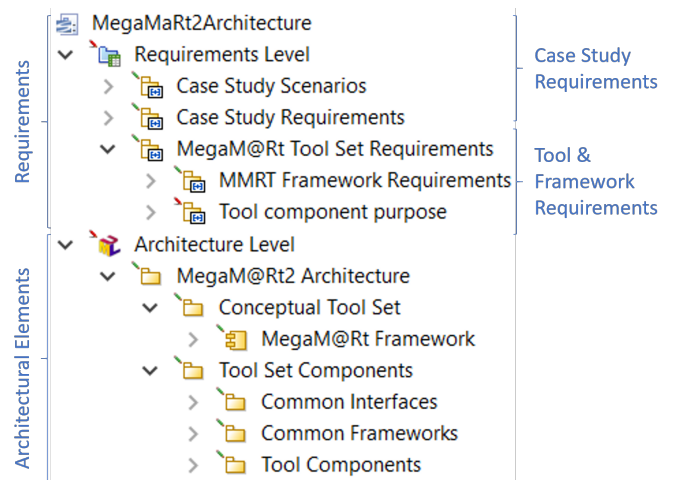 MegaMaRt2Architecture
Requirements Level
Case Study Scenarios
Case Study Requirements
MegaM@Rt Tool Set Requirements
MMRT Framework Requirements
Tool component purpose
Architecture Level
MegaM@Rt2 Architecture
Conceptual Tool Set
MegaM@Rt Framework
Tool Set Components
Common Interfaces
Common Frameworks
Tool Components
Requirements
Architectural Elements
Case Study
Requirements
Tool &
Framework
Requirements